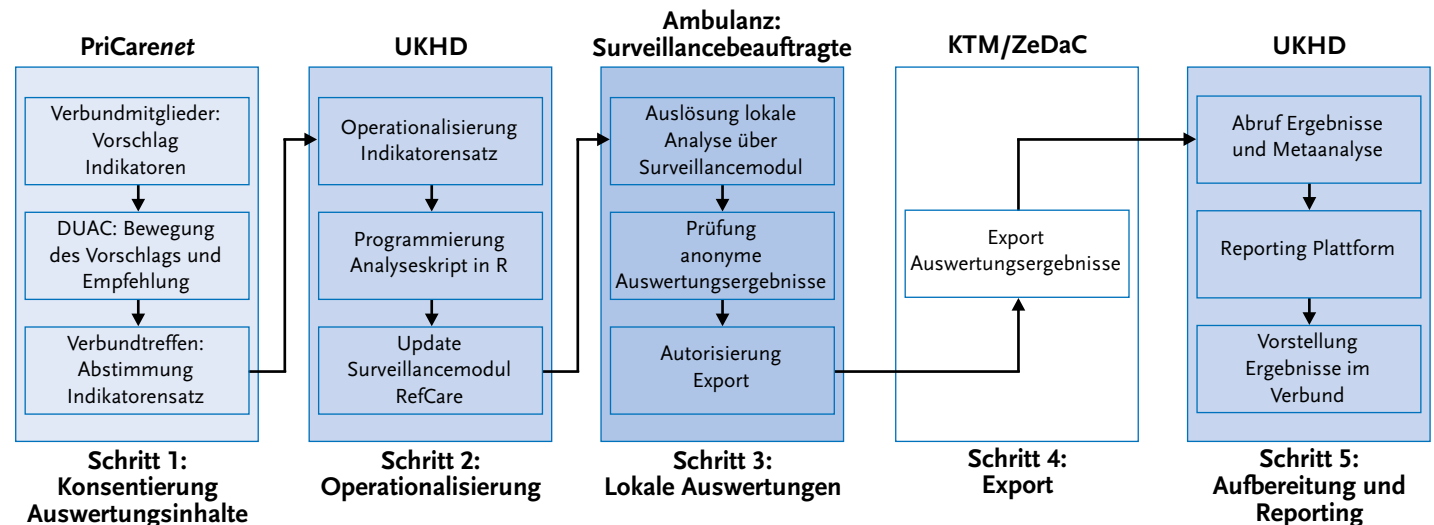 PriCarenet
Verbundmitglieder:
Vorschlag
Indikatoren
DUAC: Bewegung
des Vorschlags und
Empfehlung
Verbundtreffen:
Abstimmung
Indikatorensatz
Schritt 1:
Konsentierung
Auswertungsinhalte
UKHD
Operationalisierung
Indikatorensatz
Programmierung
Analyseskript in R
Update
Surveillancemodul
RefCare
Schritt 2:
Operationalisierung
Ambulanz:
Surveillancebeauftragte
Auslösung lokale
Analyse über
Surveillancemodul
Prüfung
anonyme
Auswertungsergebnisse
Autorisierung
Export
Schritt 3:
Lokale Auswertungen
KTM/ZeDaC
Export
Auswertungsergebnisse
Schritt 4:
Export
UKHD
Abruf Ergebnisse
und Metaanalyse
Reporting Plattform
Vorstellung
Ergebnisse im
Verbund
Schritt 5:
Aufbereitung und
Reporting